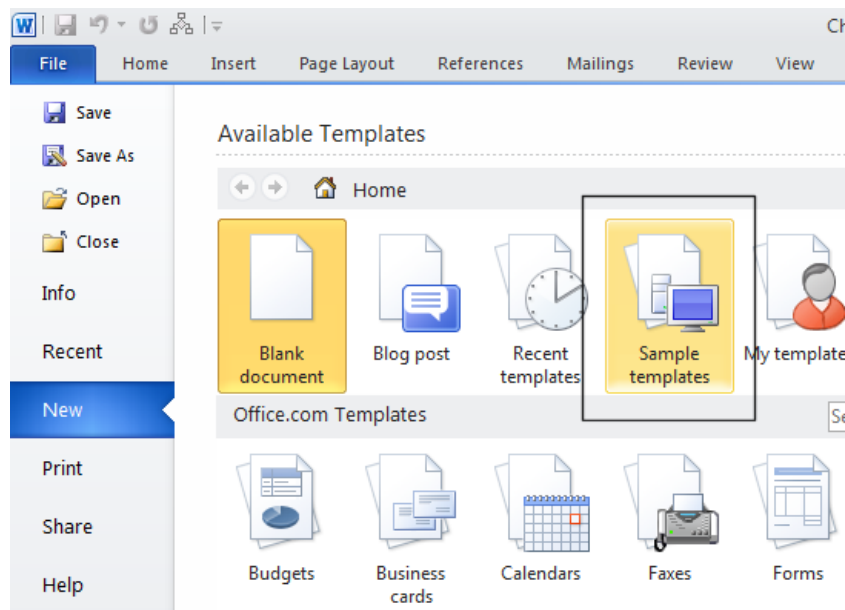 W
Ch
File Home Insert Page Layout References Mailings Review View
Save
Save As
Open
Close
Info
Recent
New
Print
Share
Help
Available Templates
Home
Blank
document
Blog post
Recent
templates
Sample
templates
My template
Office.com Templates
Se
Budgets
Business
cards
Calendars
Faxes
Forms